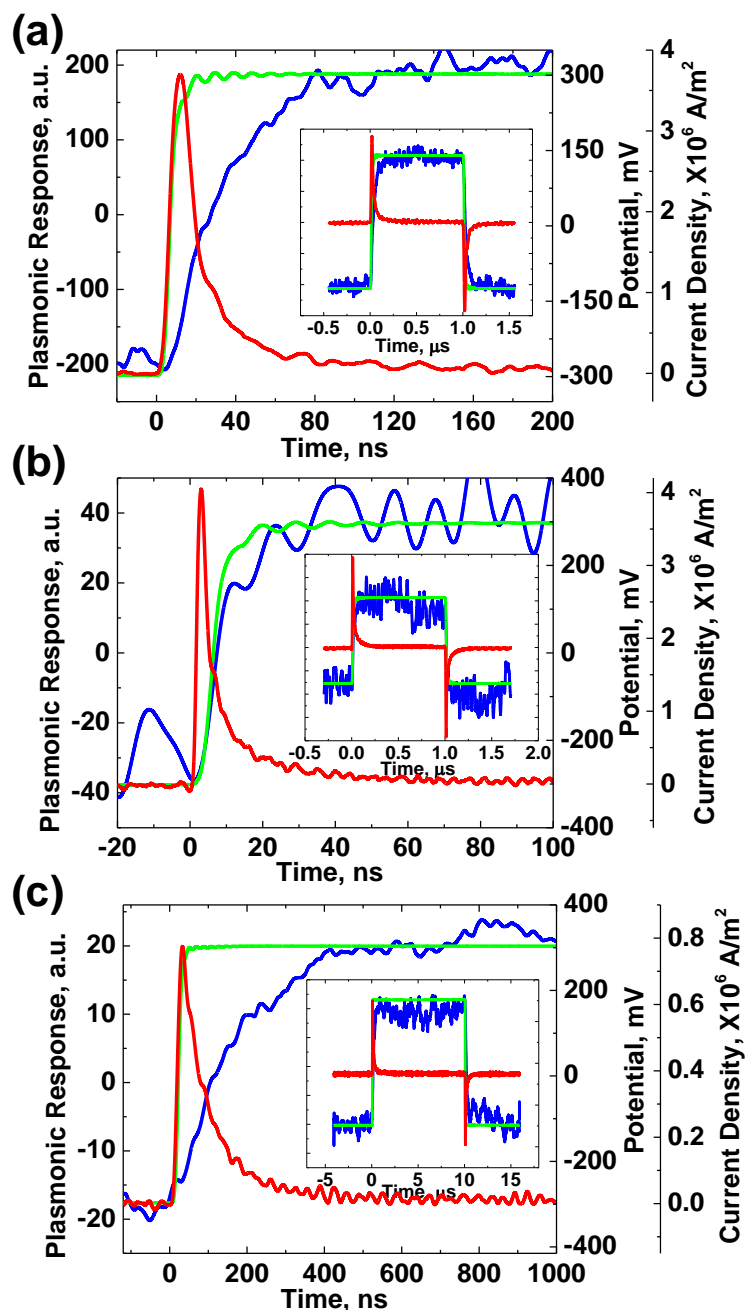 (a)
Plasmonic Response, a.u.
200
100
0
-100
-200
0 40 80 120 160 200
Time, ns
300
150
0
-150
-300
Potential, mV
4
3
2
1
0
Current Density, X10⁶ A/m²
-0.5 0.0 0.5 1.0 1.5
Time, μs
(b)
Plasmonic Response, a.u.
40
20
0
-20
-40
-20 0 20 40 60 80 100
Time, ns
400
200
0
-200
-400
Potential, mV
4
3
2
1
0
Current Density, X10⁶ A/m²
-0.5 0.0 0.5 1.0 1.5 2.0
Time, μs
(c)
Plasmonic Response, a.u.
20
10
0
-10
-20
0 200 400 600 800 1000
Time, ns
400
200
0
-200
-400
Potential, mV
0.8
0.6
0.4
0.2
0.0
Current Density, X10⁶ A/m²
-5 0 5 10 15
Time, μs